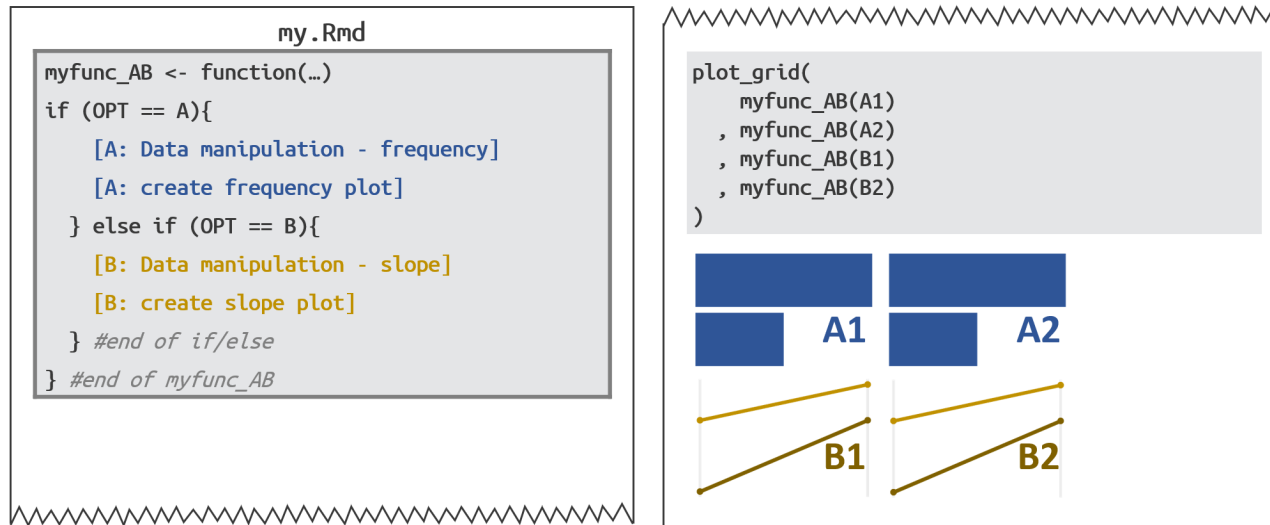 my.Rmd
myfunc_AB <- function(…)
if (OPT == A){
[A: Data manipulation - frequency]
[A: create frequency plot]
} else if (OPT == B){
[B: Data manipulation - slope]
[B: create slope plot]
} #end of if/else
} #end of myfunc_AB
plot_grid(
myfunc_AB(A1)
, myfunc_AB(A2)
, myfunc_AB(B1)
, myfunc_AB(B2)
)
A1
A2
B1
B2